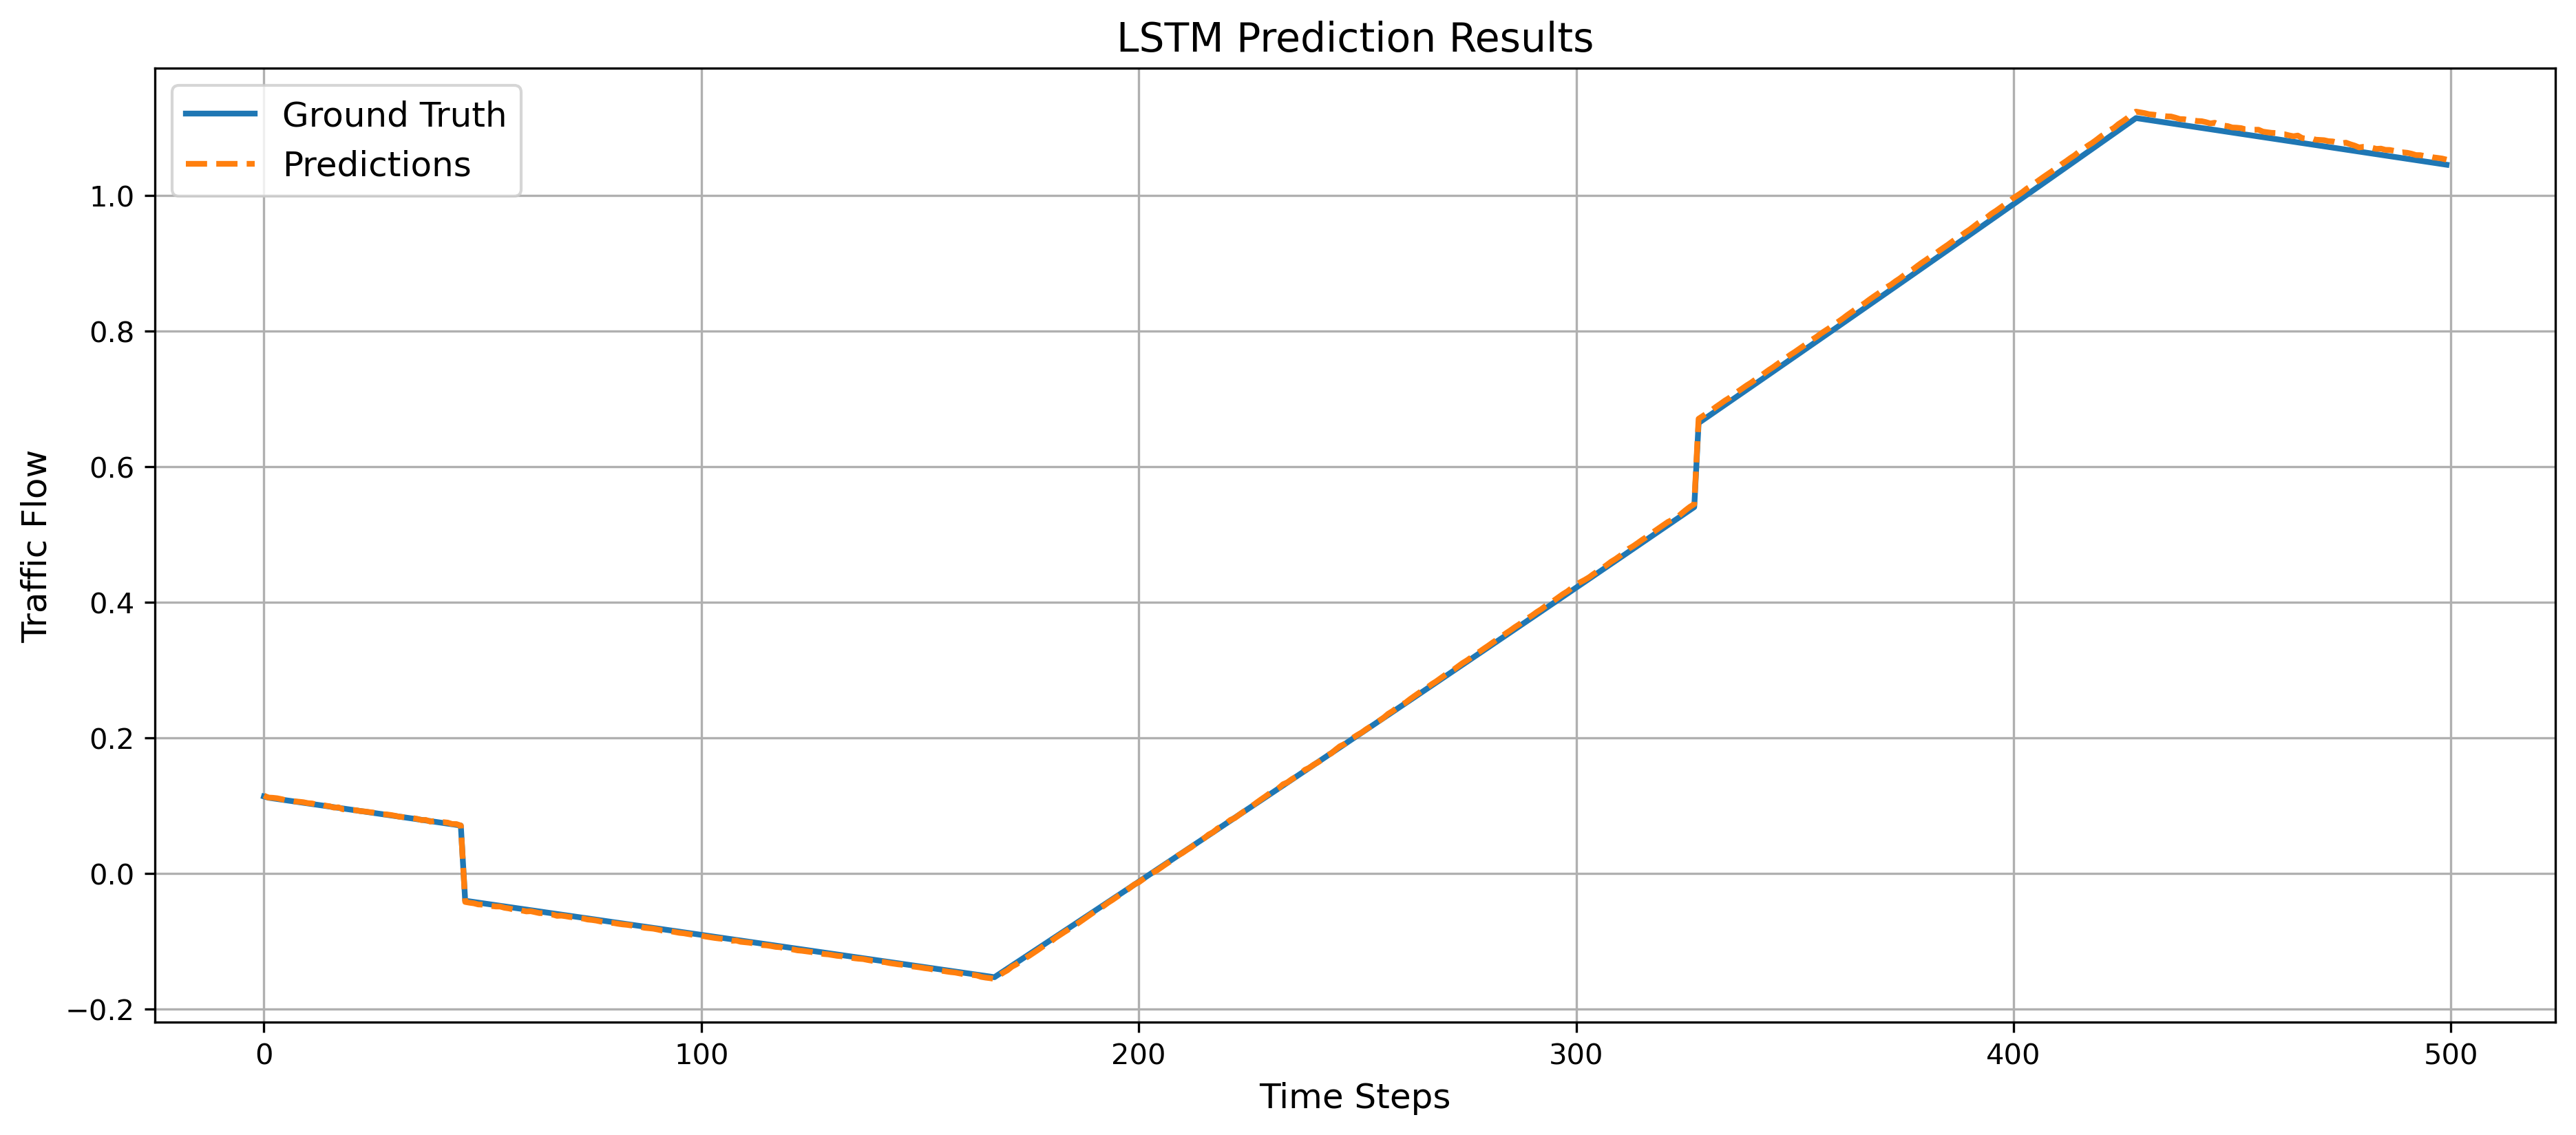 LSTM Prediction Results
Ground Truth
Predictions
Traffic Flow
1.0
0.8
0.6
0.4
0.2
0.0
−0.2
0 100 200 300 400 500
Time Steps